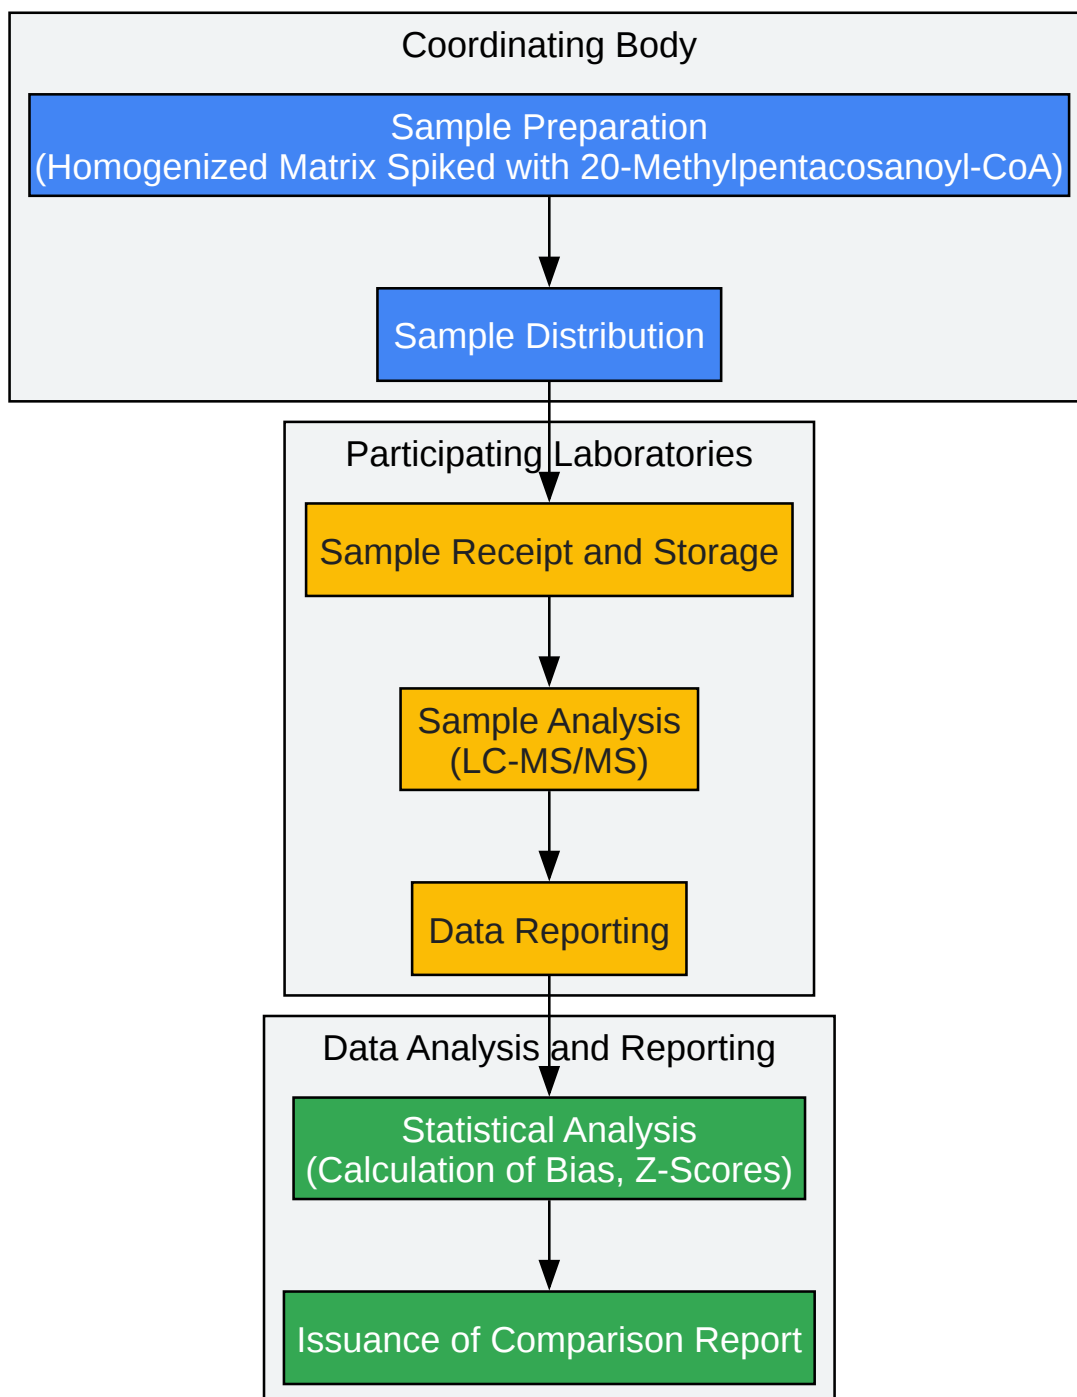 Coordinating Body
Sample Preparation
(Homogenized Matrix Spiked with 20-Methylpentacosanoyl-CoA)
Sample Distribution
Participating Laboratories
Sample Receipt and Storage
Sample Analysis
(LC-MS/MS)
Data Reporting
Data Analysis and Reporting
Statistical Analysis
(Calculation of Bias, Z-Scores)
Issuance of Comparison Report